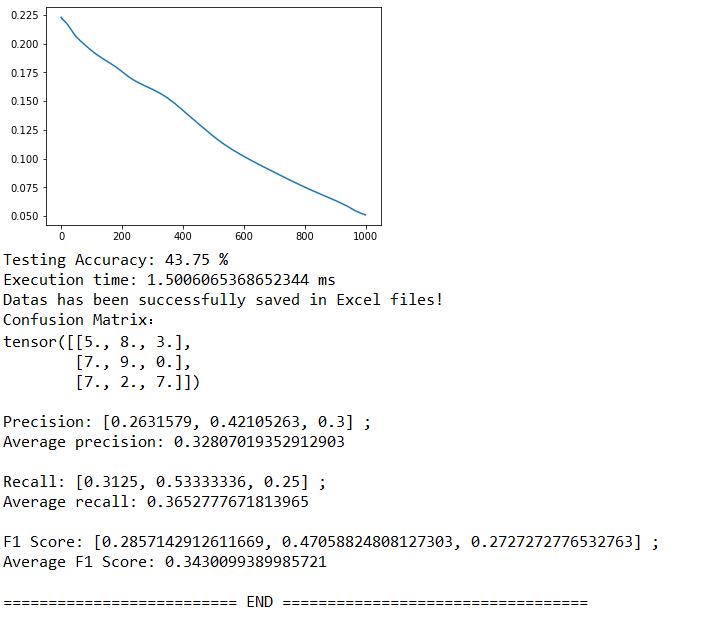 0.225
0.200
0.175
0.150
0.125
0.100
0.075
0.050
0 200 400 600 800 1000
Testing Accuracy: 43.75 %
Execution time: 1.5006065368652344 ms
Datas has been successfully saved in Excel files!
Confusion Matrix:
tensor([[5., 8., 3.],
[7., 9., 0.],
[7., 2., 7.]])
Precision: [0.2631579, 0.42105263, 0.3] ;
Average precision: 0.32807019352912903
Recall: [0.3125, 0.53333336, 0.25] ;
Average recall: 0.3652777671813965
F1 Score: [0.2857142912611669, 0.47058824808127303, 0.2727272776532763] ;
Average F1 Score: 0.3430099389985721
========================== END ==================================